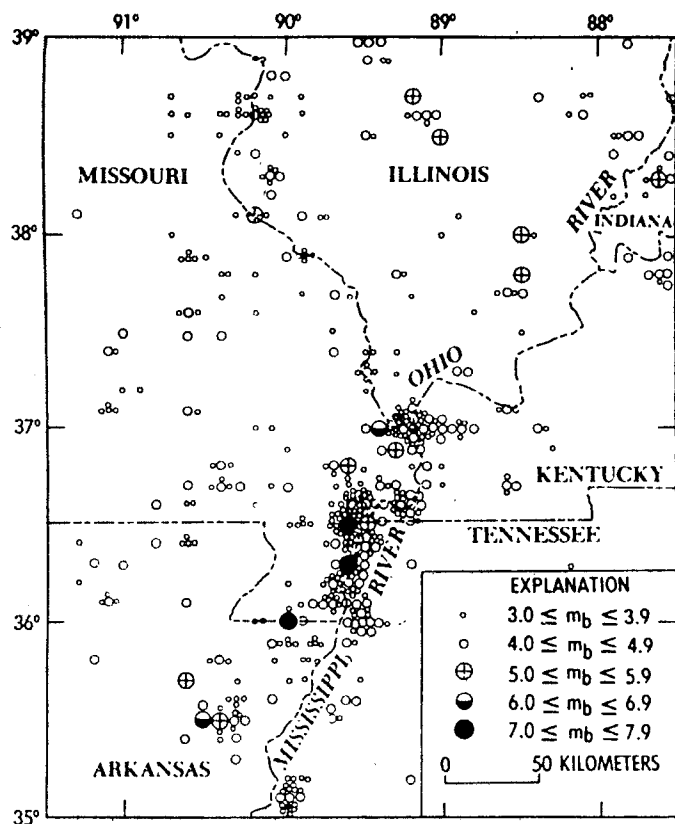 39°
91°
90°
89°
88°
MISSOURI
ILLINOIS
RIVER
INDIANA
38°
OHIO
37°
KENTUCKY
TENNESSEE
RIVER
36°
MISSISSIPPI
ARKANSAS
35°
EXPLANATION
3.0 ≤ mb ≤ 3.9
4.0 ≤ mb ≤ 4.9
5.0 ≤ mb ≤ 5.9
6.0 ≤ mb ≤ 6.9
7.0 ≤ mb ≤ 7.9
0 50 KILOMETERS